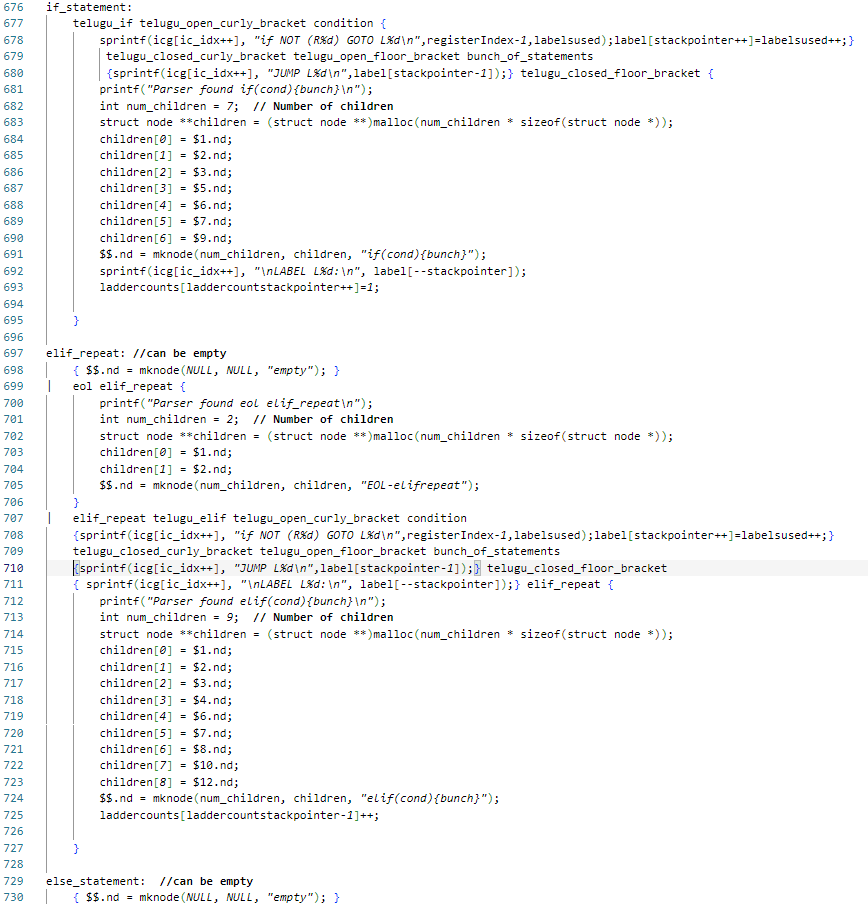 676 if_statement:
677 telugu_if telugu_open_curly_bracket condition {
678 sprintf(icg[ic_idx++], "if NOT (R%d) GOTO L%d\n",registerIndex-1,labelsused);label[stackpointer++]=labelsused++;}
679 telugu_closed_curly_bracket telugu_open_floor_bracket bunch_of_statements
680 {sprintf(icg[ic_idx++], "JUMP L%d\n",label[stackpointer-1]);} telugu_closed_floor_bracket {
681 printf("Parser found if(cond){bunch}\n");
682 int num_children = 7; // Number of children
683 struct node **children = (struct node **)malloc(num_children * sizeof(struct node *));
684 children[0] = $1.nd;
685 children[1] = $2.nd;
686 children[2] = $3.nd;
687 children[3] = $5.nd;
688 children[4] = $6.nd;
689 children[5] = $7.nd;
690 children[6] = $9.nd;
691 $$.nd = mknode(num_children, children, "if(cond){bunch}");
692 sprintf(icg[ic_idx++], "\nLABEL L%d:\n", label[--stackpointer]);
693 laddercounts[laddercountstackpointer++]=1;
694
695 }
696
697 elif_repeat: //can be empty
698 { $$.nd = mknode(NULL, NULL, "empty"); }
699 | eol elif_repeat {
700 printf("Parser found eol elif_repeat\n");
701 int num_children = 2; // Number of children
702 struct node **children = (struct node **)malloc(num_children * sizeof(struct node *));
703 children[0] = $1.nd;
704 children[1] = $2.nd;
705 $$.nd = mknode(num_children, children, "EOL-elifrepeat");
706 }
707 | elif_repeat telugu_elif telugu_open_curly_bracket condition
708 {sprintf(icg[ic_idx++], "if NOT (R%d) GOTO L%d\n",registerIndex-1,labelsused);label[stackpointer++]=labelsused++;}
709 telugu_closed_curly_bracket telugu_open_floor_bracket bunch_of_statements
710 {sprintf(icg[ic_idx++], "JUMP L%d\n",label[stackpointer-1]);} telugu_closed_floor_bracket
711 { sprintf(icg[ic_idx++], "\nLABEL L%d:\n", label[--stackpointer]);} elif_repeat {
712 printf("Parser found elif(cond){bunch}\n");
713 int num_children = 9; // Number of children
714 struct node **children = (struct node **)malloc(num_children * sizeof(struct node *));
715 children[0] = $1.nd;
716 children[1] = $2.nd;
717 children[2] = $3.nd;
718 children[3] = $4.nd;
719 children[4] = $6.nd;
720 children[5] = $7.nd;
721 children[6] = $8.nd;
722 children[7] = $10.nd;
723 children[8] = $12.nd;
724 $$.nd = mknode(num_children, children, "elif(cond){bunch}");
725 laddercounts[laddercountstackpointer-1]++;
726
727 }
728
729 else_statement: //can be empty
730 { $$.nd = mknode(NULL, NULL, "empty"); }